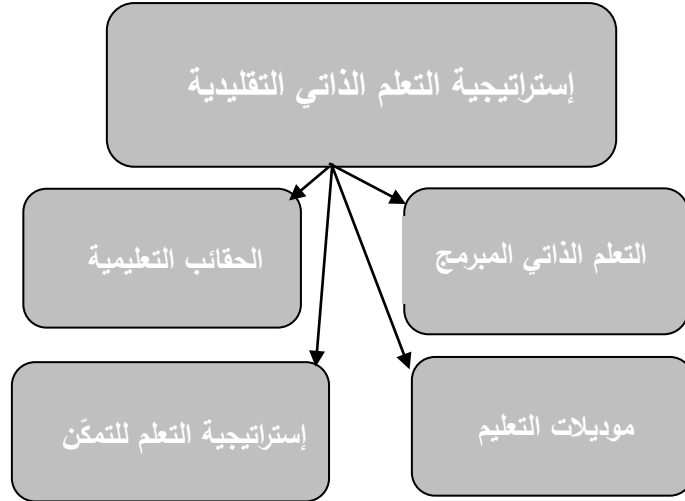 إستراتيجية التعلم الذاتي التقليدية
التعلم الذاتي المبرمج
الحقائب التعليمية
موديلات التعليم
إستراتيجية التعلم للتمكّن